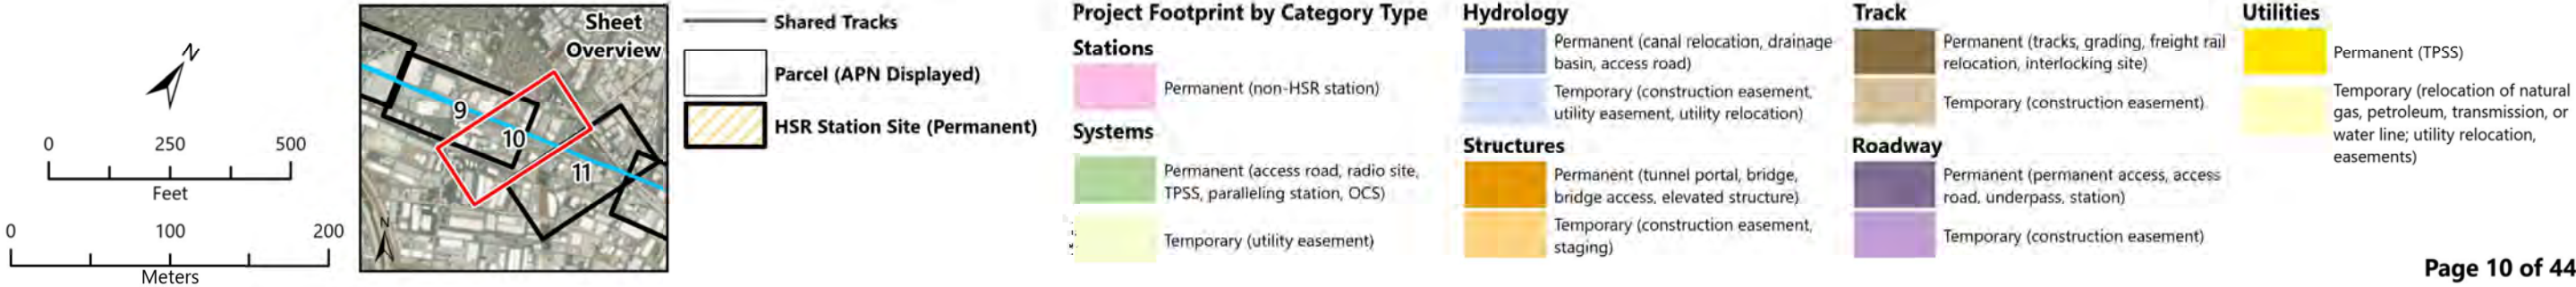 N
0 250 500
Feet
0 100 200
Meters
Sheet
Overview
9
10
11
N
Shared Tracks
Parcel (APN Displayed)
HSR Station Site (Permanent)
Project Footprint by Category Type
Stations
Permanent (non-HSR station)
Systems
Permanent (access road, radio site,
TPSS, paralleling station, OCS)
Temporary (utility easement)
Hydrology
Permanent (canal relocation, drainage
basin, access road)
Temporary (construction easement,
utility easement, utility relocation)
Structures
Permanent (tunnel portal, bridge,
bridge access, elevated structure)
Temporary (construction easement,
staging)
Track
Permanent (tracks, grading, freight rail
relocation, interlocking site)
Temporary (construction easement)
Roadway
Permanent (permanent access, access
road, underpass, station)
Temporary (construction easement)
Utilities
Permanent (TPSS)
Temporary (relocation of natural
gas, petroleum, transmission, or
water line; utility relocation,
easements)
Page 10 of 44